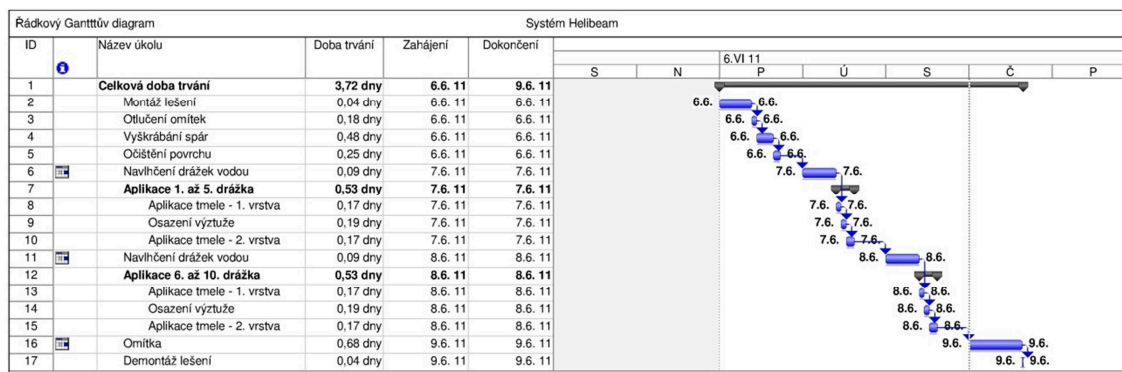 Řádkový Gantttův diagram Systém Helibeam
ID Název úkolu Doba trvání Zahájení Dokončení
6.VI 11
S N P Ú S Č P
1 Celková doba trvání 3,72 dny 6.6. 11 9.6. 11
2 Montáž lešení 0,04 dny 6.6. 11 6.6. 11 6.6. 6.6.
3 Otlučení omítek 0,18 dny 6.6. 11 6.6. 11 6.6. 6.6.
4 Vyškrábání spár 0,48 dny 6.6. 11 6.6. 11 6.6. 6.6.
5 Očištění povrchu 0,25 dny 6.6. 11 6.6. 11 6.6. 6.6.
6 Navlhčení drážek vodou 0,09 dny 7.6. 11 7.6. 11 7.6. 7.6.
7 Aplikace 1. až 5. drážka 0,53 dny 7.6. 11 7.6. 11
8 Aplikace tmele - 1. vrstva 0,17 dny 7.6. 11 7.6. 11 7.6. 7.6.
9 Osazení výztuže 0,19 dny 7.6. 11 7.6. 11 7.6. 7.6.
10 Aplikace tmele - 2. vrstva 0,17 dny 7.6. 11 7.6. 11 7.6. 7.6.
11 Navlhčení drážek vodou 0,09 dny 8.6. 11 8.6. 11 8.6. 8.6.
12 Aplikace 6. až 10. drážka 0,53 dny 8.6. 11 8.6. 11
13 Aplikace tmele - 1. vrstva 0,17 dny 8.6. 11 8.6. 11 8.6. 8.6.
14 Osazení výztuže 0,19 dny 8.6. 11 8.6. 11 8.6. 8.6.
15 Aplikace tmele - 2. vrstva 0,17 dny 8.6. 11 8.6. 11 8.6. 8.6.
16 Omítka 0,68 dny 9.6. 11 9.6. 11 9.6. 9.6.
17 Demontáž lešení 0,04 dny 9.6. 11 9.6. 11 9.6. 9.6.